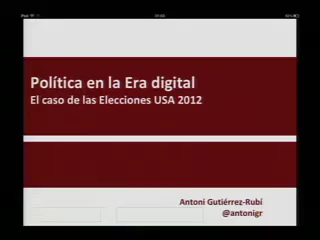 Política en la Era digital
El caso de las Elecciones USA 2012
Antoni Gutiérrez-Rubí
@antonigr